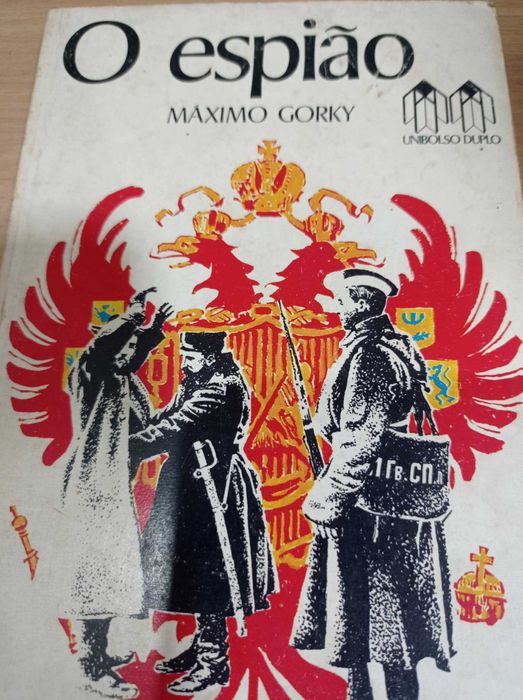 O espião
MÁXIMO GORKY
UNIBOLSO DUPLO
1 Гв.СП.